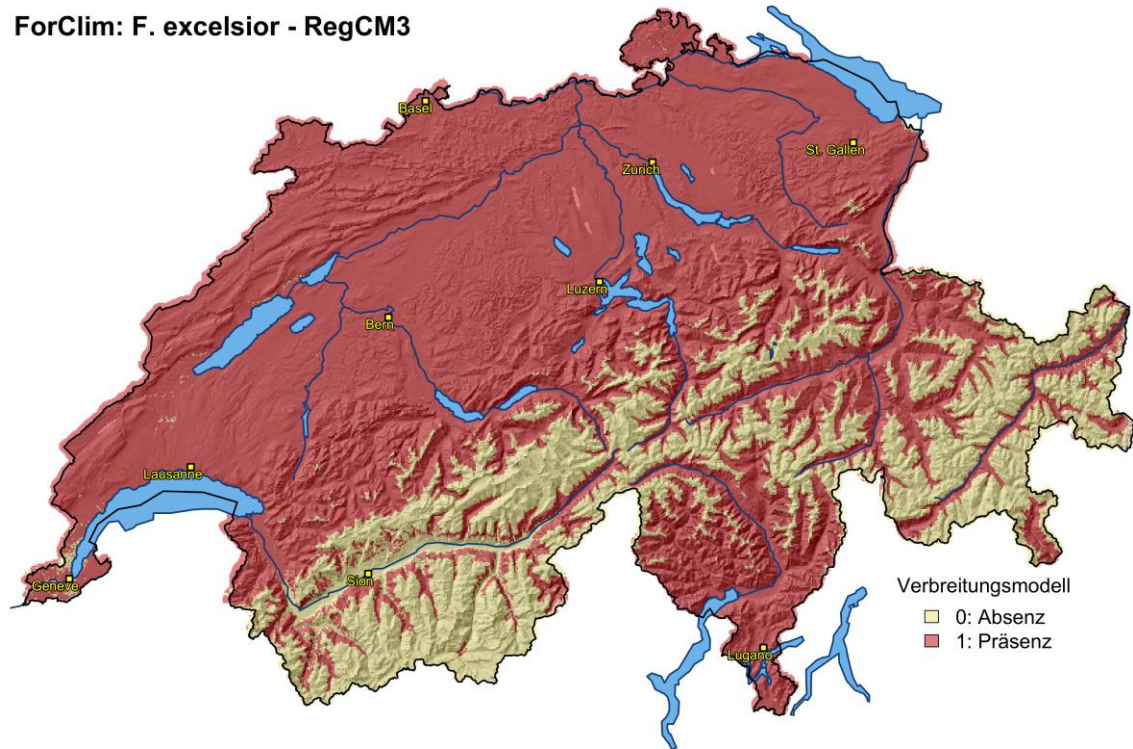 ForClim: F. excelsior - RegCM3
Basel
St. Gallen
Zurich
Luzern
Bern
Lausanne
Sion
Geneve
Verbreitungsmodell
0: Absenz
1: Präsenz
Lugano